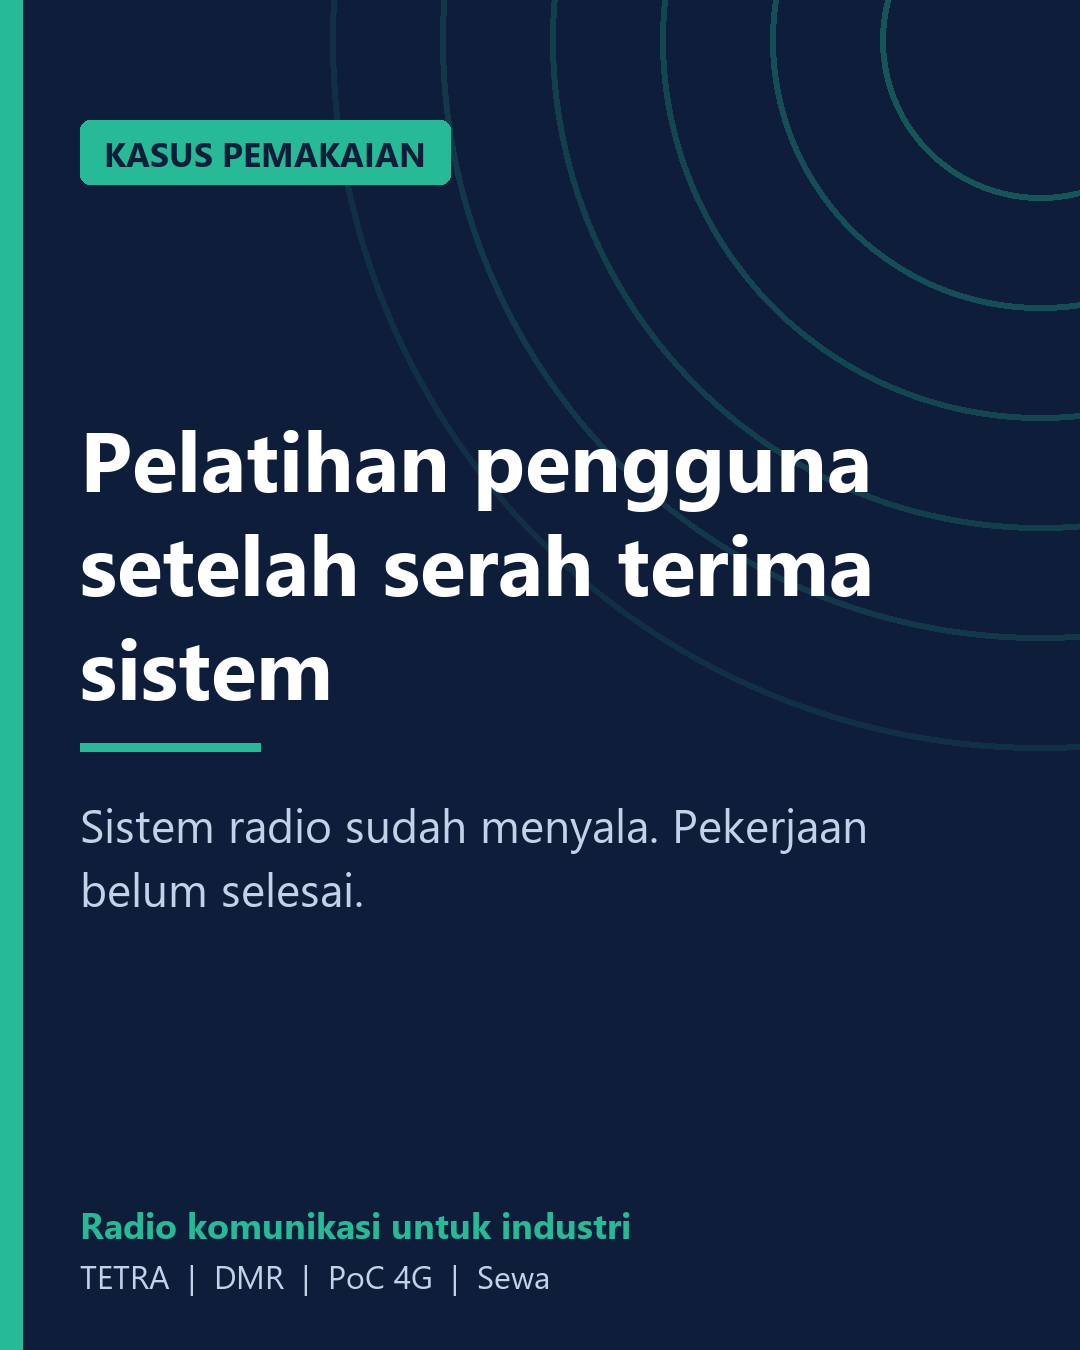 KASUS PEMAKAIAN
Pelatihan pengguna
setelah serah terima
sistem
Sistem radio sudah menyala. Pekerjaan
belum selesai.
Radio komunikasi untuk industri
TETRA | DMR | PoC 4G | Sewa